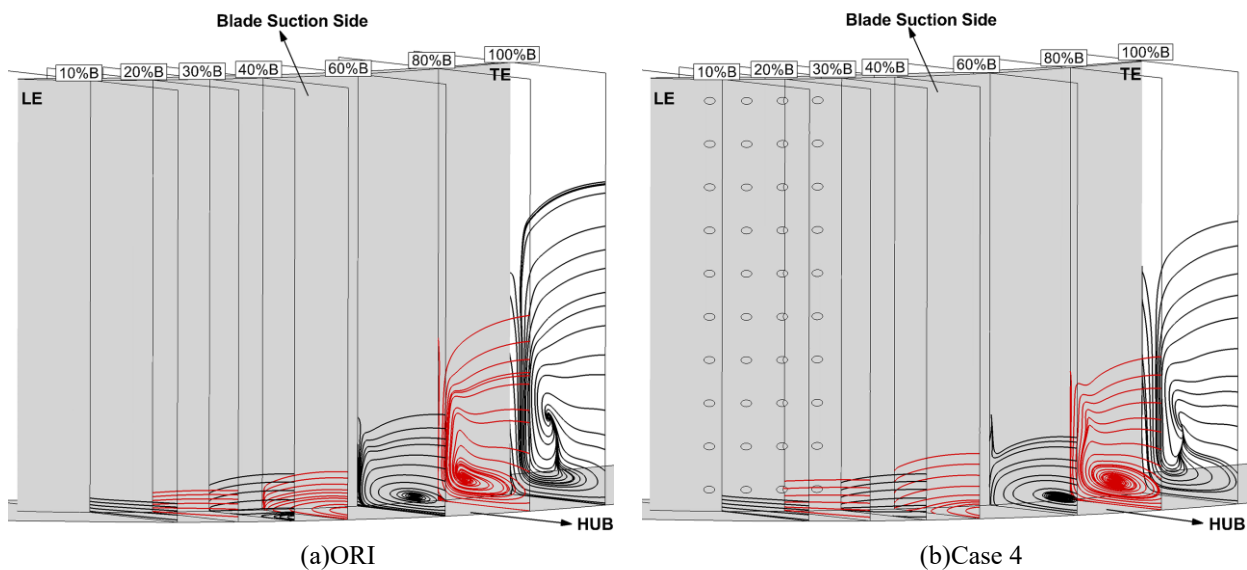 Blade Suction Side
10%B 20%B 30%B 40%B 60%B 80%B 100%B
LE
TE
HUB
(a)ORI
Blade Suction Side
10%B 20%B 30%B 40%B 60%B 80%B 100%B
LE
TE
HUB
(b)Case 4